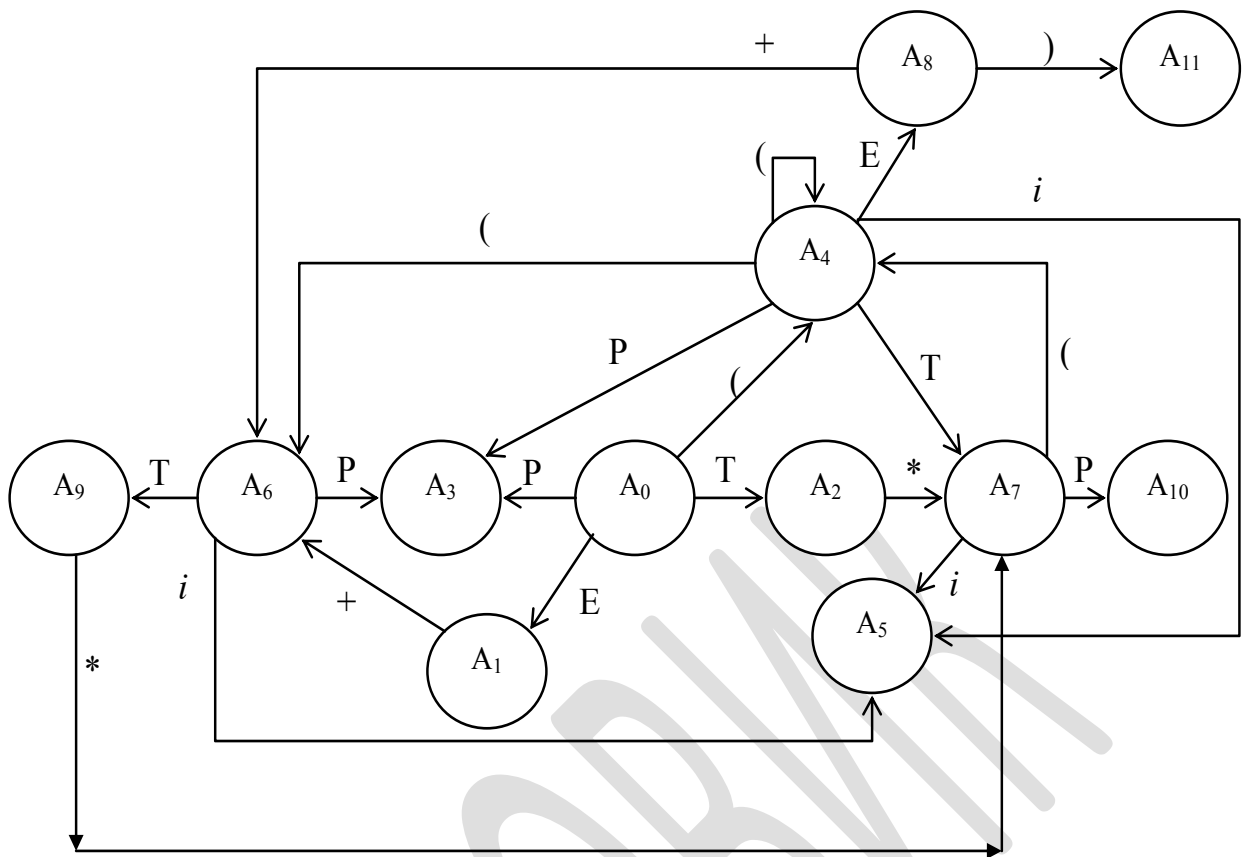 + A8 ) A11
( E i
( A4
P ( T (
A9 T A6 P A3 P A0 T A2 * A7 P A10
i + E i
A5
* A1